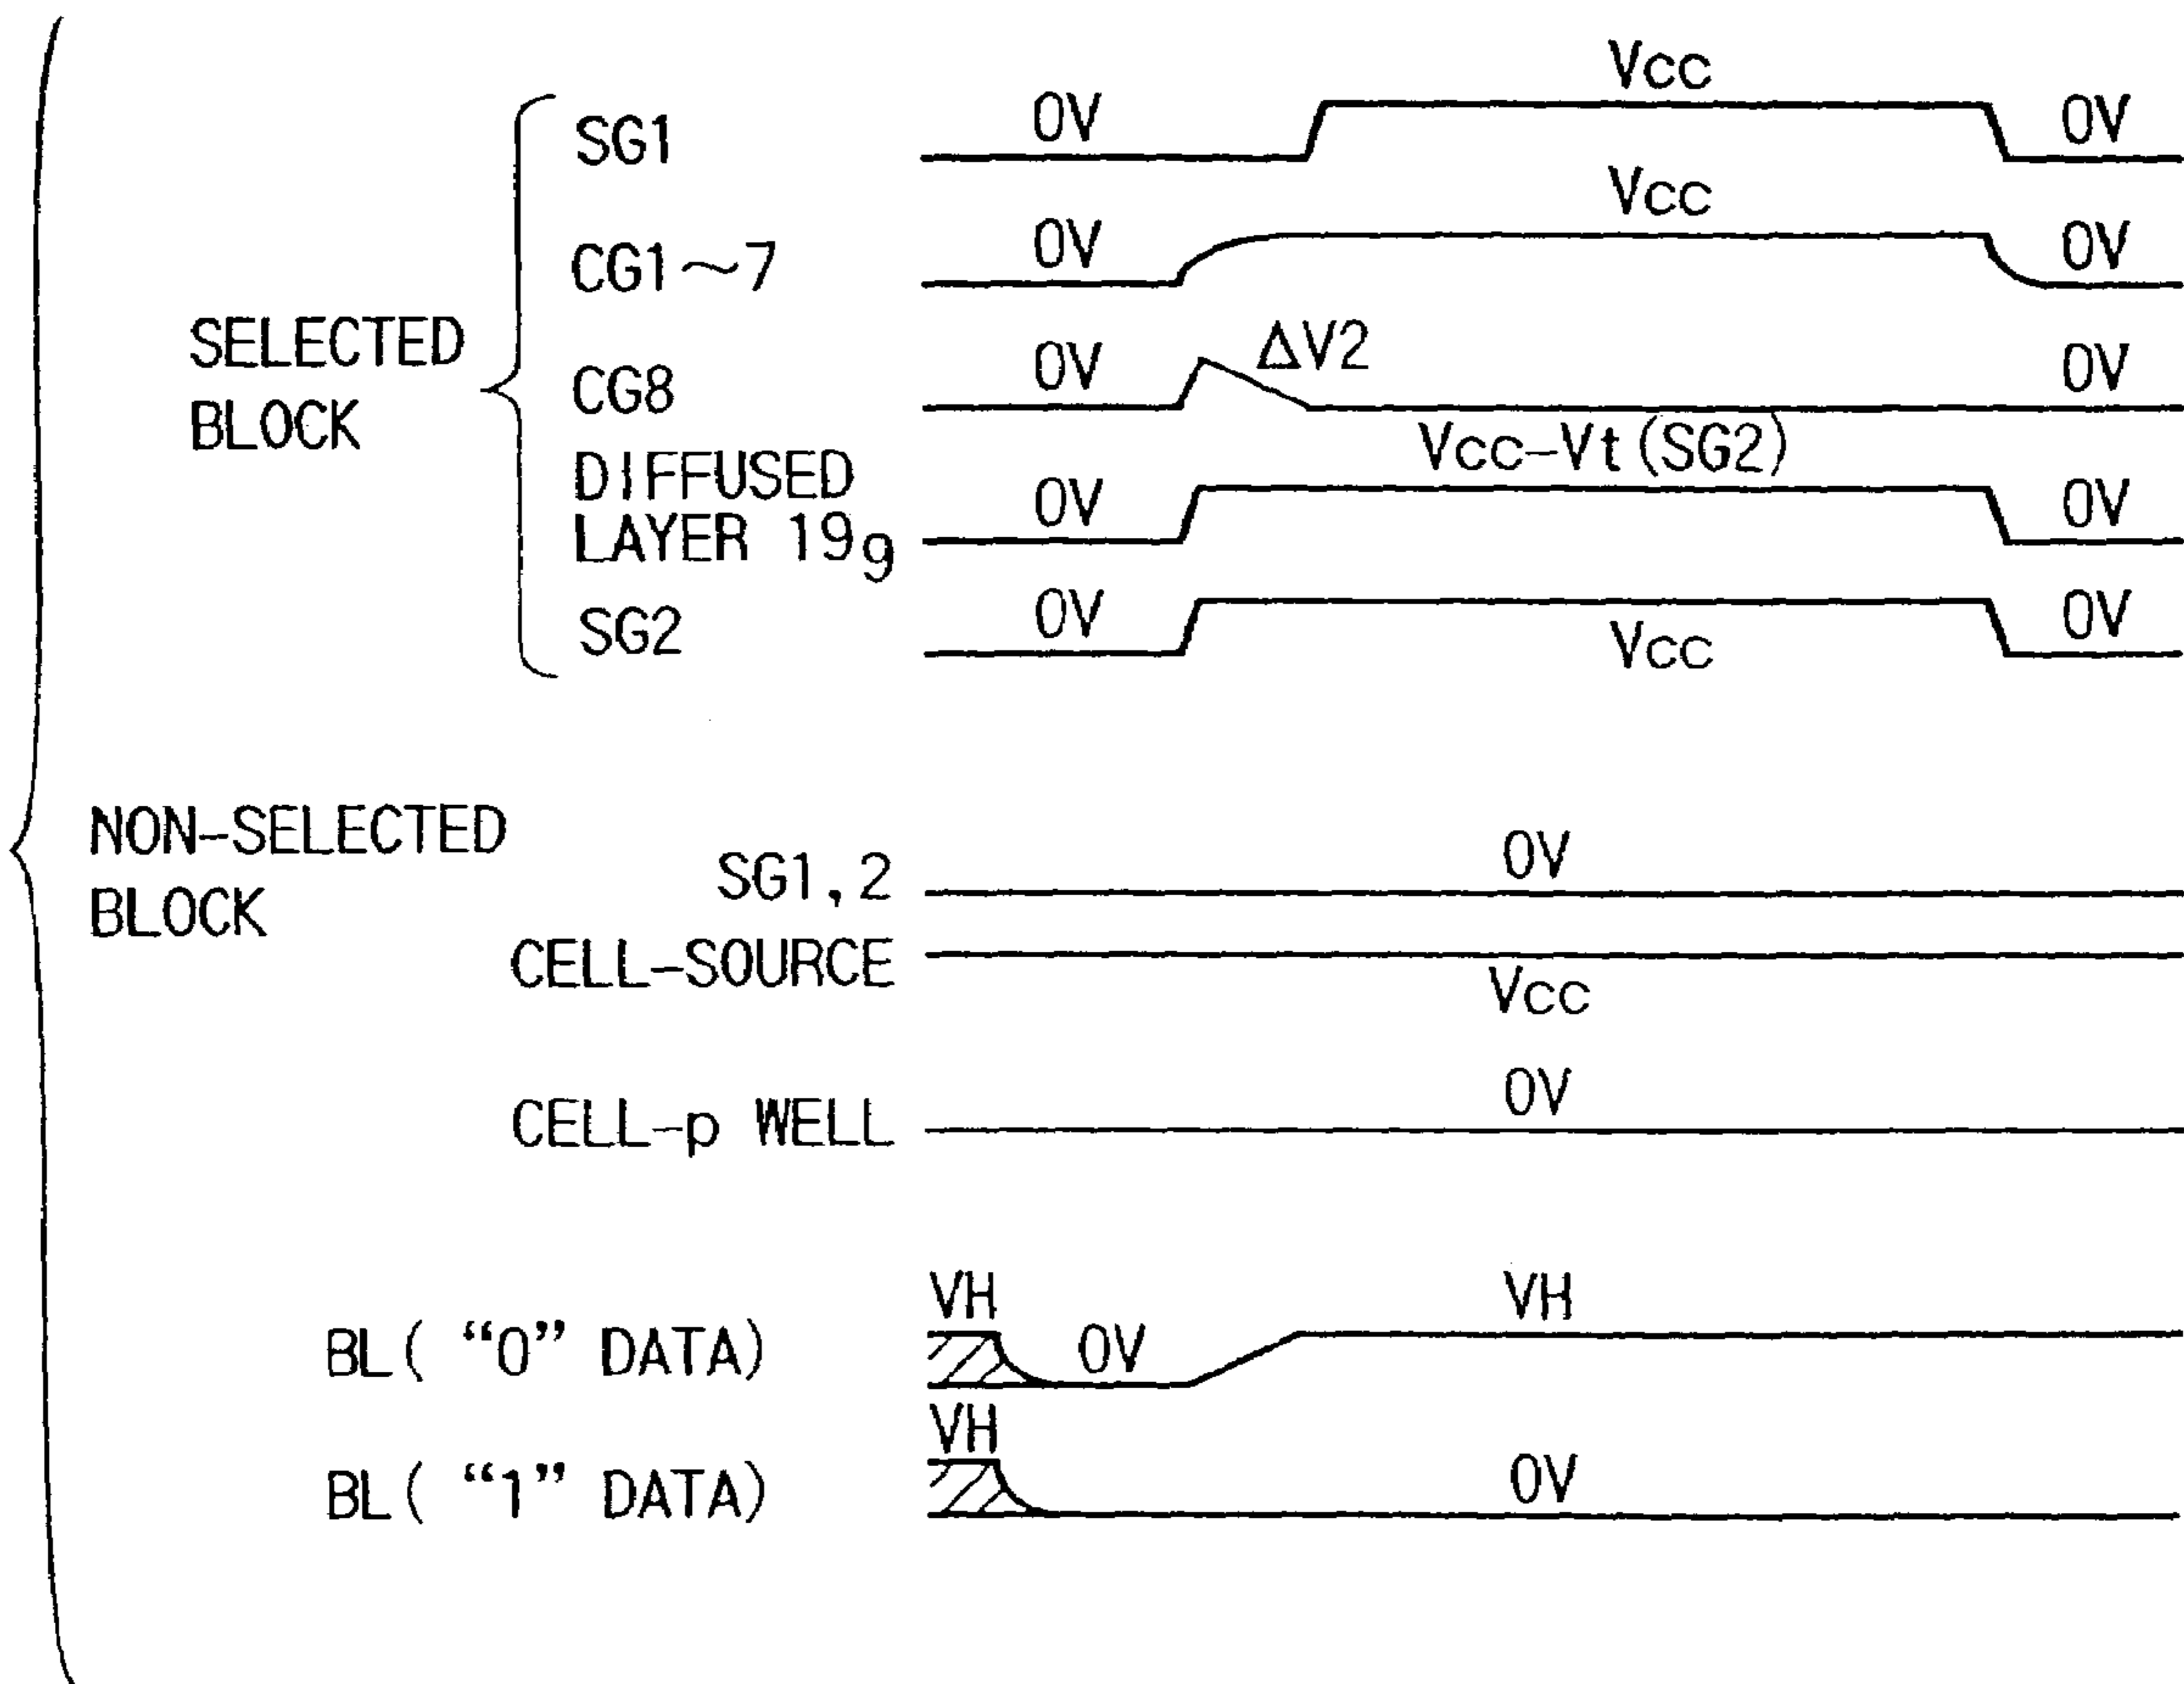 Vcc
SG1 0V 0V
Vcc
CG1~7 0V 0V
SELECTED
BLOCK
CG8 0V ΔV2 0V
Vcc-Vt(SG2)
DIFFUSED
LAYER 199 0V 0V
SG2 0V Vcc 0V
NON-SELECTED
BLOCK
SG1,2 0V
CELL-SOURCE
Vcc
0V
CELL-p WELL
VH VH
BL( “0” DATA) 0V
VH
BL( “1” DATA) 0V